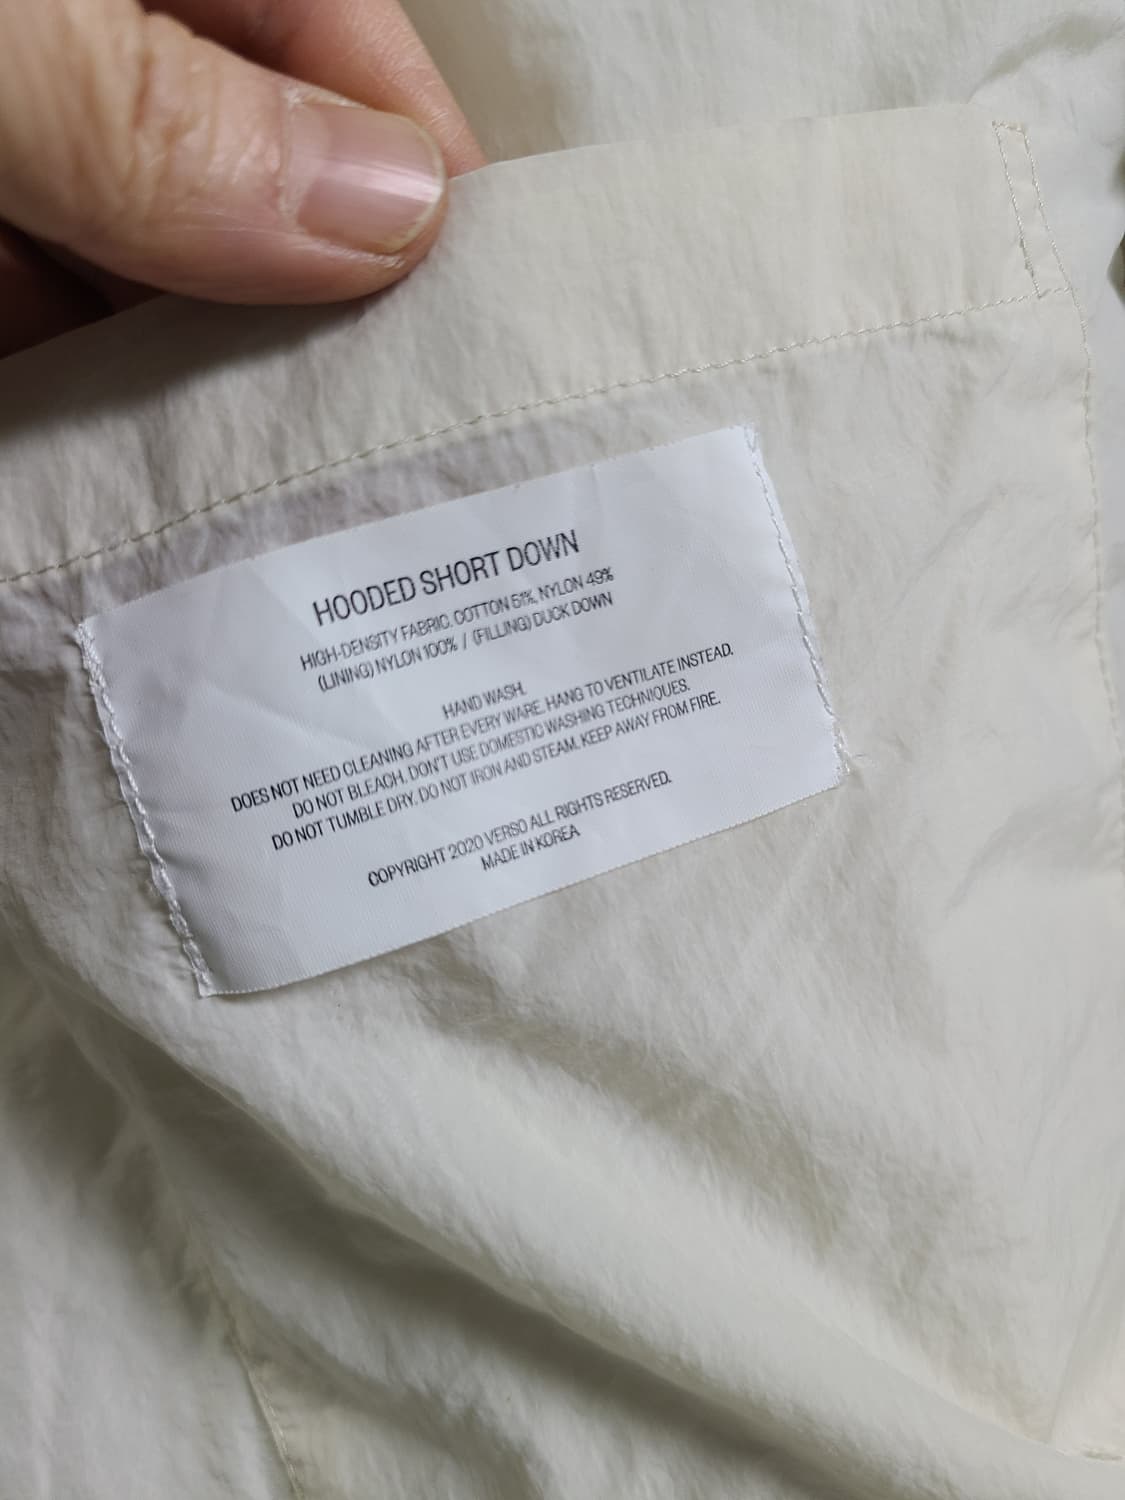 HOODED SHORT DOWN
HIGH-DENSITY FABRIC. COTTON 51%, NYLON 49%
(LINING) NYLON 100% / (FILLING) DUCK DOWN
HAND WASH.
DOES NOT NEED CLEANING AFTER EVERY WARE. HANG TO VENTILATE INSTEAD.
DO NOT BLEACH. DON'T USE DOMESTIC WASHING TECHNIQUES.
DO NOT TUMBLE DRY. DO NOT IRON AND STEAM. KEEP AWAY FROM FIRE.
COPYRIGHT 2020 VERSO ALL RIGHTS RESERVED.
MADE IN KOREA